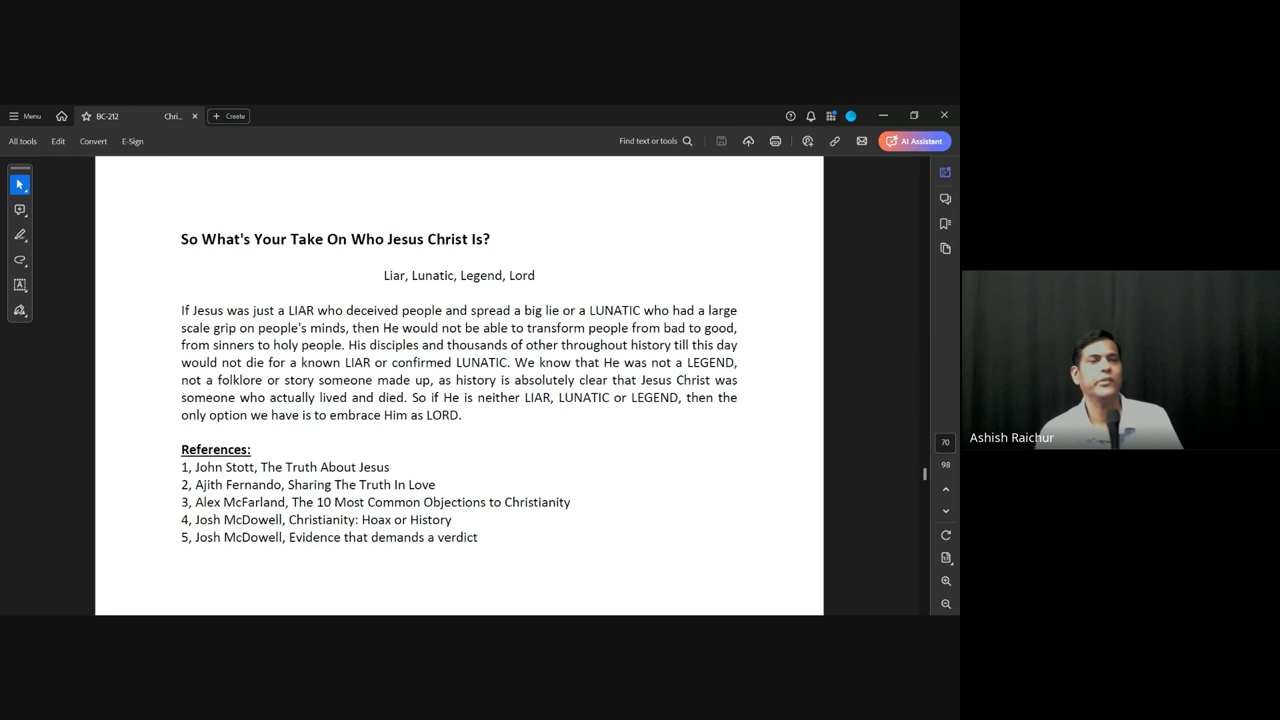 Menu
BC-212
Chri...
Create
All tools
Edit
Convert
E-Sign
Find text or tools
AI Assistant
So What's Your Take On Who Jesus Christ Is?
Liar, Lunatic, Legend, Lord
If Jesus was just a LIAR who deceived people and spread a big lie or a LUNATIC who had a large
scale grip on people's minds, then He would not be able to transform people from bad to good,
from sinners to holy people. His disciples and thousands of other throughout history till this day
would not die for a known LIAR or confirmed LUNATIC. We know that He was not a LEGEND,
not a folklore or story someone made up, as history is absolutely clear that Jesus Christ was
someone who actually lived and died. So if He is neither LIAR, LUNATIC or LEGEND, then the
only option we have is to embrace Him as LORD.
References:
1, John Stott, The Truth About Jesus
2, Ajith Fernando, Sharing The Truth In Love
3, Alex McFarland, The 10 Most Common Objections to Christianity
4, Josh McDowell, Christianity: Hoax or History
5, Josh McDowell, Evidence that demands a verdict
70
98
Ashish Raichur